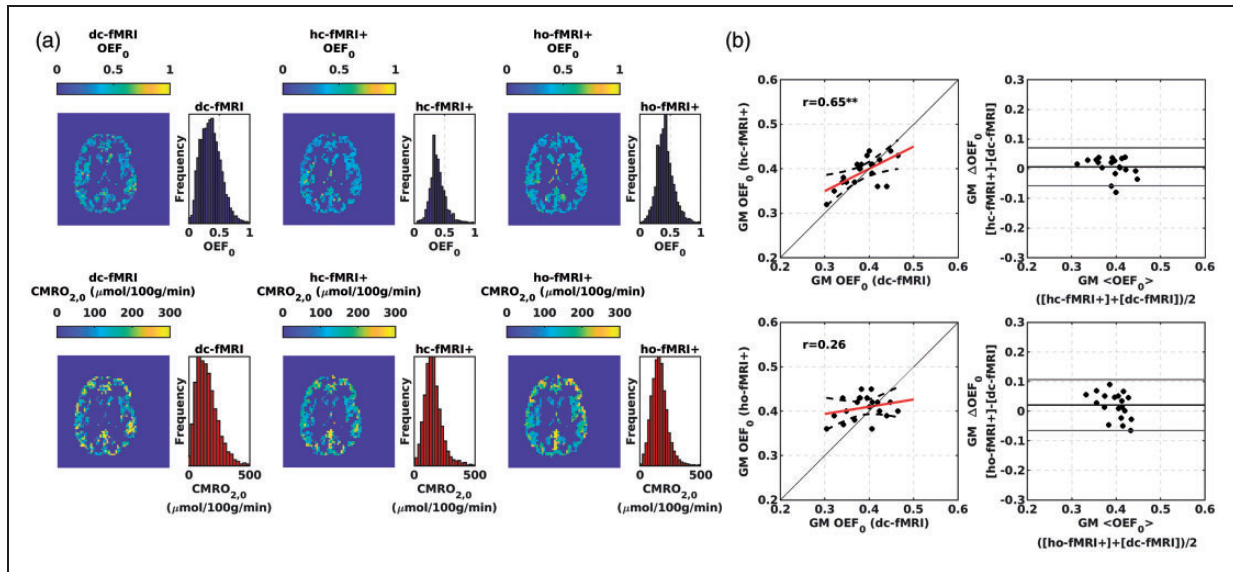 (a)
dc-fMRI
OEF0
0 0.5 1
dc-fMRI
Frequency
0 0.5 1
OEF0
hc-fMRI+
OEF0
0 0.5 1
hc-fMRI+
Frequency
0 0.5 1
OEF0
ho-fMRI+
OEF0
0 0.5 1
ho-fMRI+
Frequency
0 0.5 1
OEF0
dc-fMRI
CMRO2,0 (μmol/100g/min)
0 100 200 300
dc-fMRI
Frequency
0 500
CMRO2,0
(μmol/100g/min)
hc-fMRI+
CMRO2,0 (μmol/100g/min)
0 100 200 300
hc-fMRI+
Frequency
0 500
CMRO2,0
(μmol/100g/min)
ho-fMRI+
CMRO2,0 (μmol/100g/min)
0 100 200 300
ho-fMRI+
Frequency
0 500
CMRO2,0
(μmol/100g/min)
(b)
GM OEF0 (hc-fMRI+)
0.6
0.5
0.4
0.3
0.2
r=0.65**
0.2 0.3 0.4 0.5 0.6
GM OEF0 (dc-fMRI)
GM ΔOEF0
[hc-fMRI+]-[dc-fMRI]
0.3
0.2
0.1
0
-0.1
-0.2
-0.3
0.2 0.3 0.4 0.5 0.6
GM <OEF0>
([hc-fMRI+]+[dc-fMRI])/2
GM OEF0 (ho-fMRI+)
0.6
0.5
0.4
0.3
0.2
r=0.26
0.2 0.3 0.4 0.5 0.6
GM OEF0 (dc-fMRI)
GM ΔOEF0
[ho-fMRI+]-[dc-fMRI]
0.3
0.2
0.1
0
-0.1
-0.2
-0.3
0.2 0.3 0.4 0.5 0.6
GM <OEF0>
([ho-fMRI+]+[dc-fMRI])/2